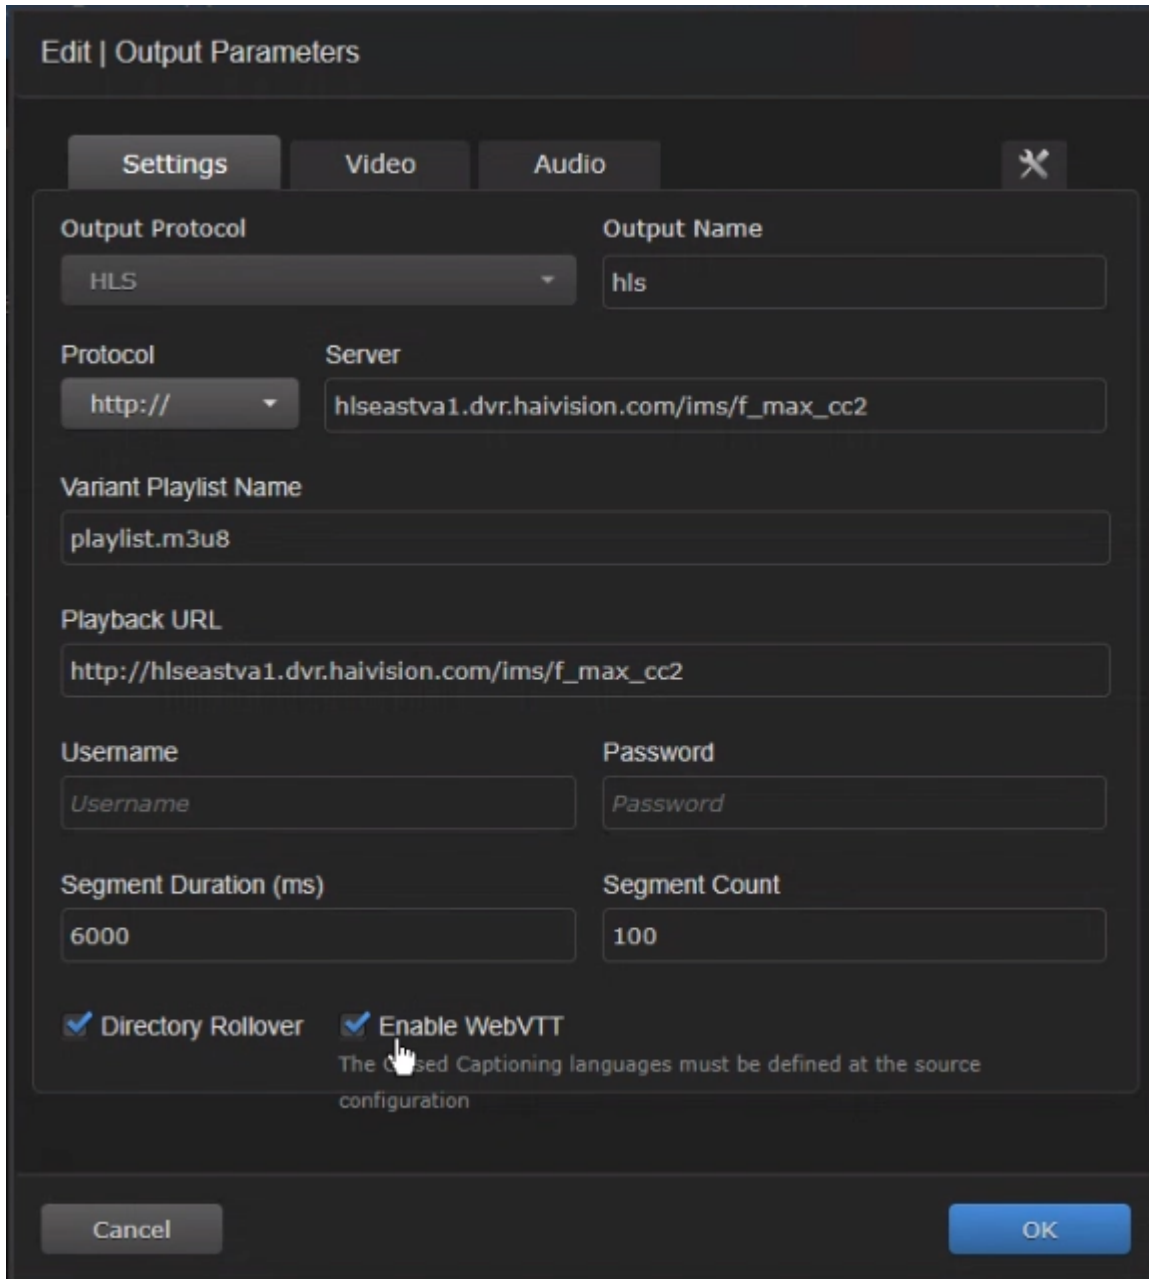 Edit | Output Parameters
Settings Video Audio
Output Protocol Output Name
HLS hls
Protocol Server
http:// hlseastva1.dvr.haivision.com/ims/f_max_cc2
Variant Playlist Name
playlist.m3u8
Playback URL
http://hlseastva1.dvr.haivision.com/ims/f_max_cc2
Username Password
Username Password
Segment Duration (ms) Segment Count
6000 100
Directory Rollover Enable WebVTT
The Closed Captioning languages must be defined at the source
configuration
Cancel OK